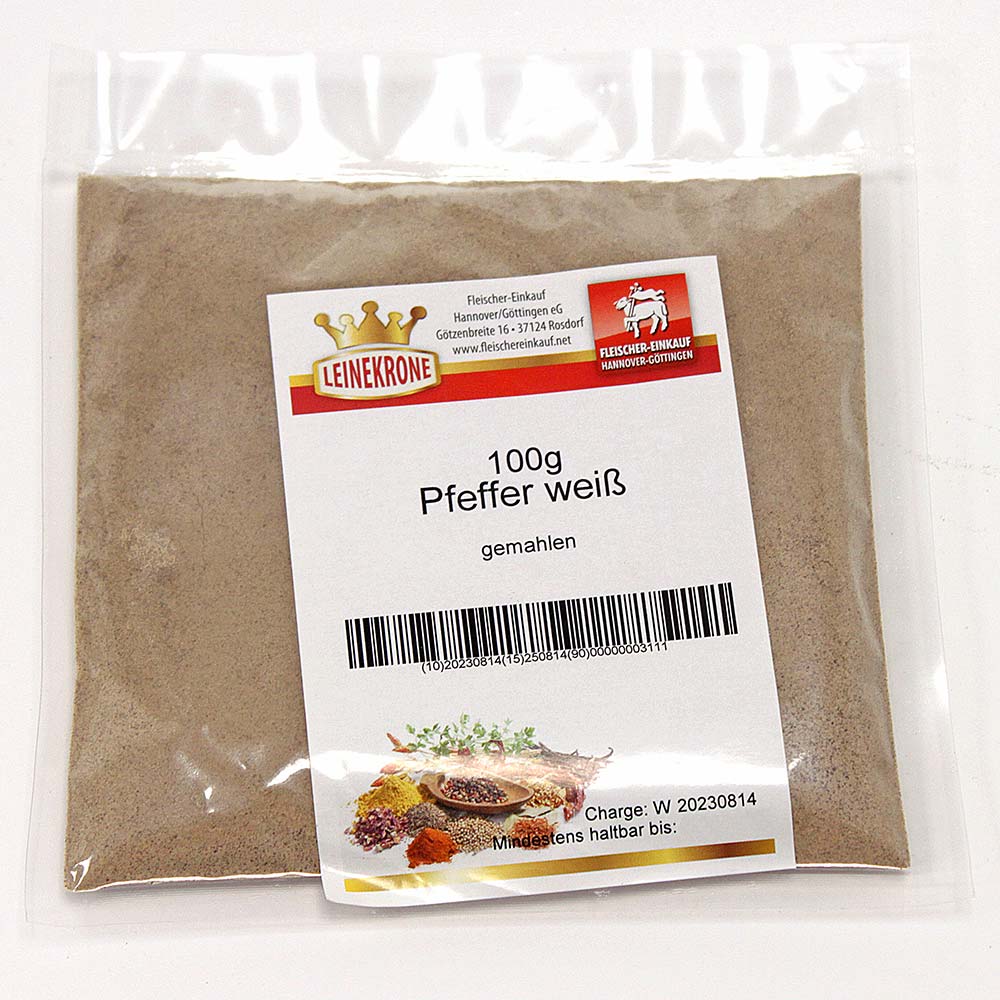 LEINEKRONE
Fleischer-Einkauf
Hannover/Göttingen eG
Götzenbreite 16 • 37124 Rosdorf
www.fleischereinkauf.net
FLEISCHER-EINKAUF
HANNOVER-GÖTTINGEN
100g
Pfeffer weiß
gemahlen
(10)20230814(15)250814(90)00000003111
Charge: W 20230814
Mindestens haltbar bis: